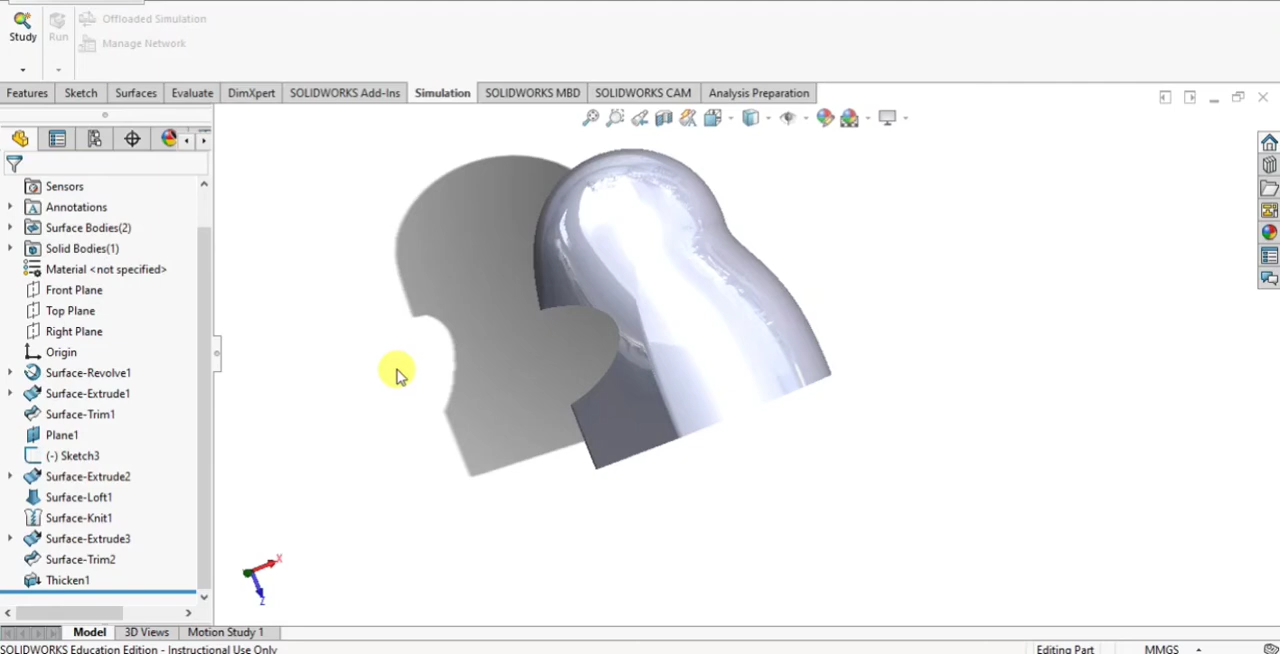 Study
Run
Offloaded Simulation
Manage Network
Features
Sketch
Surfaces
Evaluate
DimXpert
SOLIDWORKS Add-Ins
Simulation
SOLIDWORKS MBD
SOLIDWORKS CAM
Analysis Preparation
Sensors
Annotations
Surface Bodies(2)
Solid Bodies(1)
Material <not specified>
Front Plane
Top Plane
Right Plane
Origin
Surface-Revolve1
Surface-Extrude1
Surface-Trim1
Plane1
(-) Sketch3
Surface-Extrude2
Surface-Loft1
Surface-Knit1
Surface-Extrude3
Surface-Trim2
Thicken1
X
Z
Model
3D Views
Motion Study 1
SOLIDWORKS Education Edition - Instructional Use Only
Editing Part
MMGS